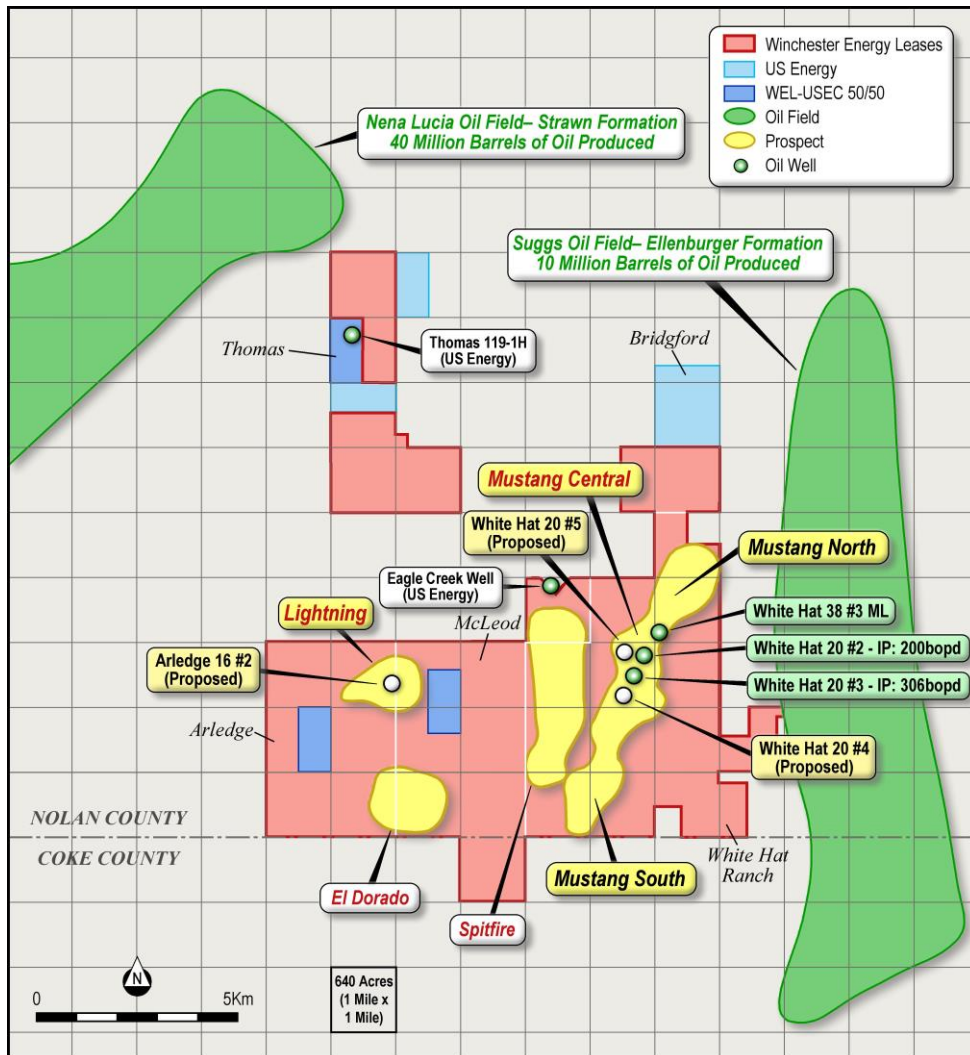 Winchester Energy Leases
US Energy
WEL-USEC 50/50
Oil Field
Prospect
Oil Well
Nena Lucia Oil Field– Strawn Formation
40 Million Barrels of Oil Produced
Suggs Oil Field– Ellenburger Formation
10 Million Barrels of Oil Produced
Thomas
Thomas 119-1H
(US Energy)
Bridgford
Mustang Central
White Hat 20 #5
(Proposed)
Mustang North
Eagle Creek Well
(US Energy)
Lightning
McLeod
White Hat 38 #3 ML
White Hat 20 #2 - IP: 200bopd
Arledge 16 #2
(Proposed)
White Hat 20 #3 - IP: 306bopd
Arledge
White Hat 20 #4
(Proposed)
NOLAN COUNTY
COKE COUNTY
White Hat
Ranch
Mustang South
El Dorado
Spitfire
N
0
5Km
640 Acres
(1 Mile x
1 Mile)